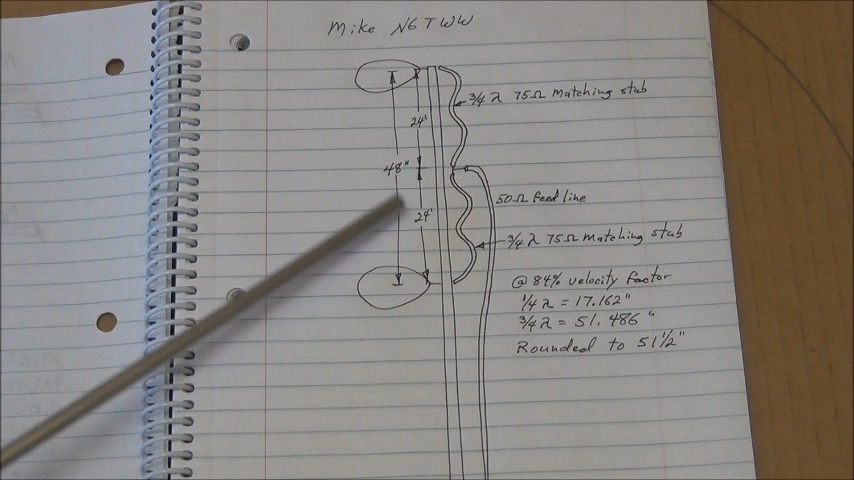 Mike N6TWW
3/4 λ 75Ω Matching stub
24"
48"
50Ω feed line
24"
3/4 λ 75Ω Matching stub
@ 84% velocity factor
1/4 λ = 17.162"
3/4 λ = 51.486"
Rounded to 51 1/2"